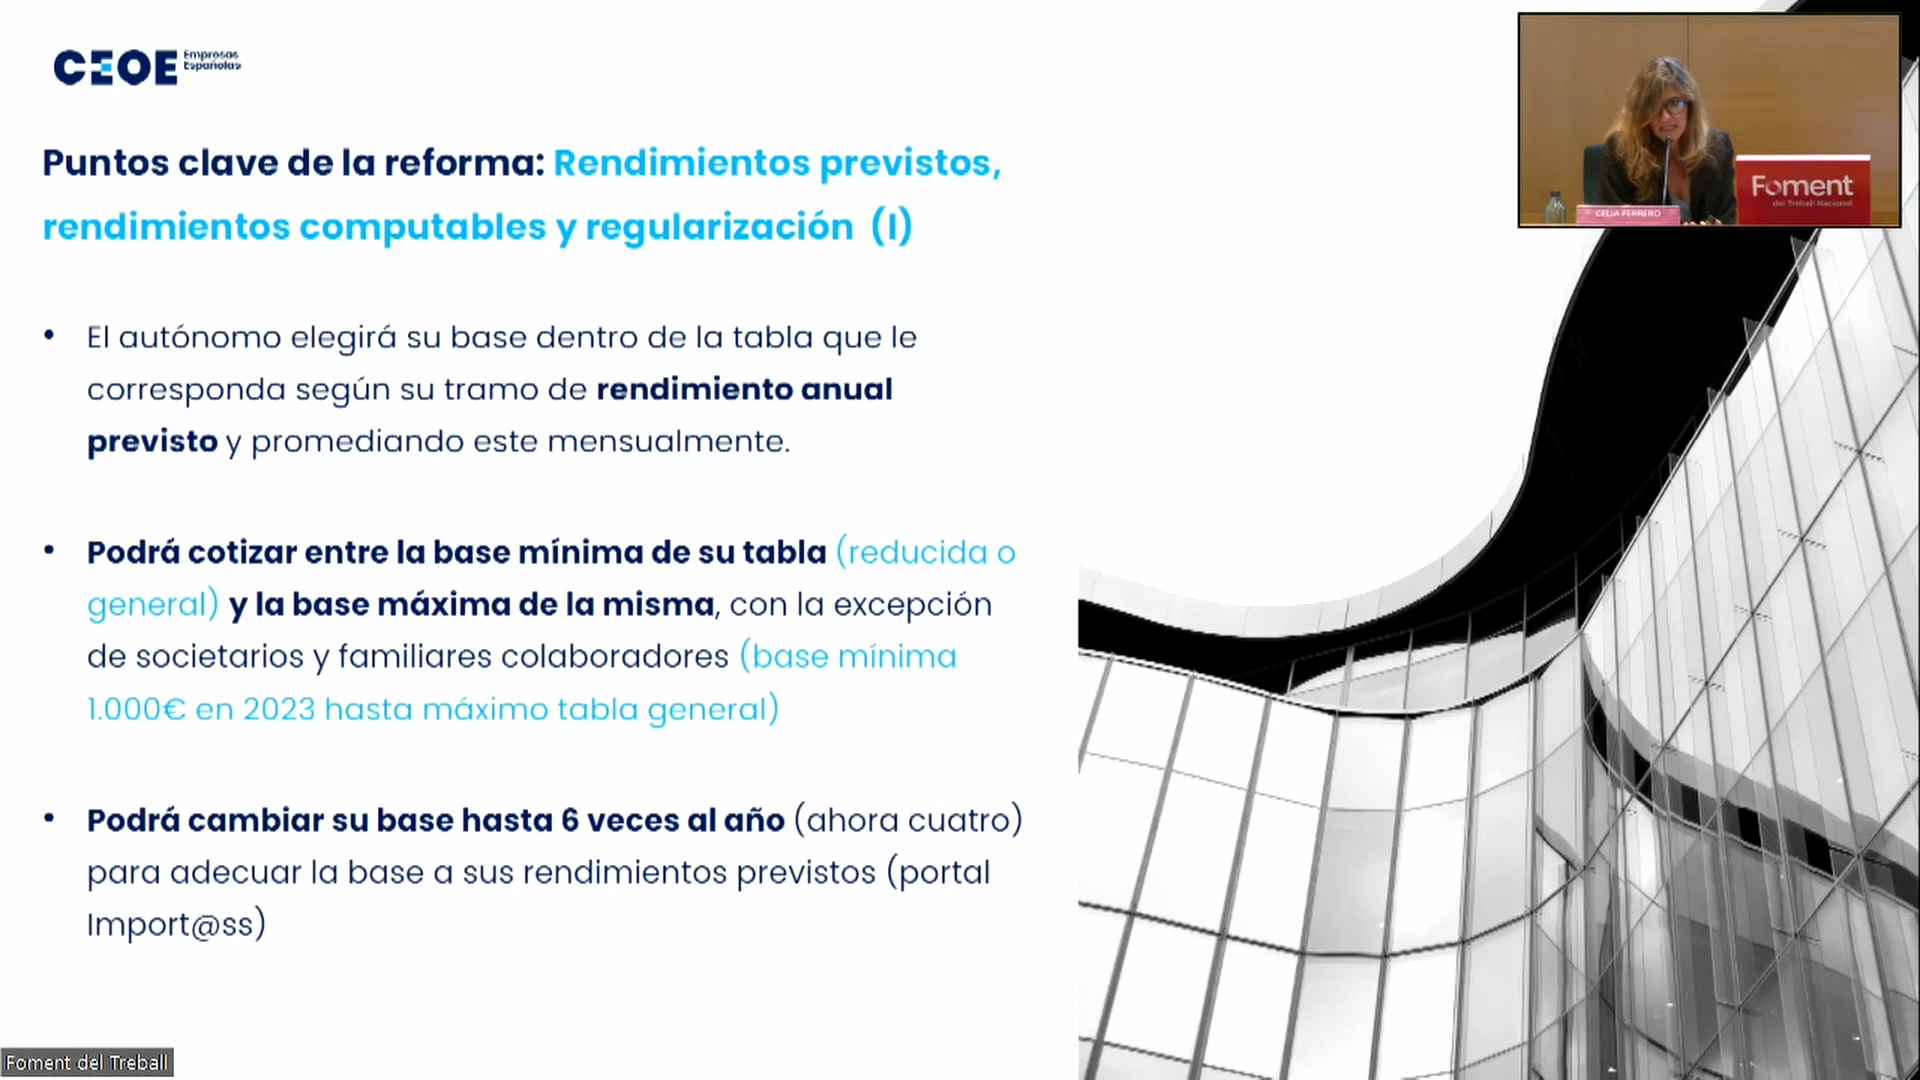 CEOE Empresas
Españolas
Puntos clave de la reforma: Rendimientos previstos,
rendimientos computables y regularización (I)
• El autónomo elegirá su base dentro de la tabla que le
corresponda según su tramo de rendimiento anual
previsto y promediando este mensualmente.
• Podrá cotizar entre la base mínima de su tabla (reducida o
general) y la base máxima de la misma, con la excepción
de societarios y familiares colaboradores (base mínima
1.000€ en 2023 hasta máximo tabla general)
• Podrá cambiar su base hasta 6 veces al año (ahora cuatro)
para adecuar la base a sus rendimientos previstos (portal
Import@ss)
Foment
del Treball Nacional
CELIA FERRERO
Foment del Treball